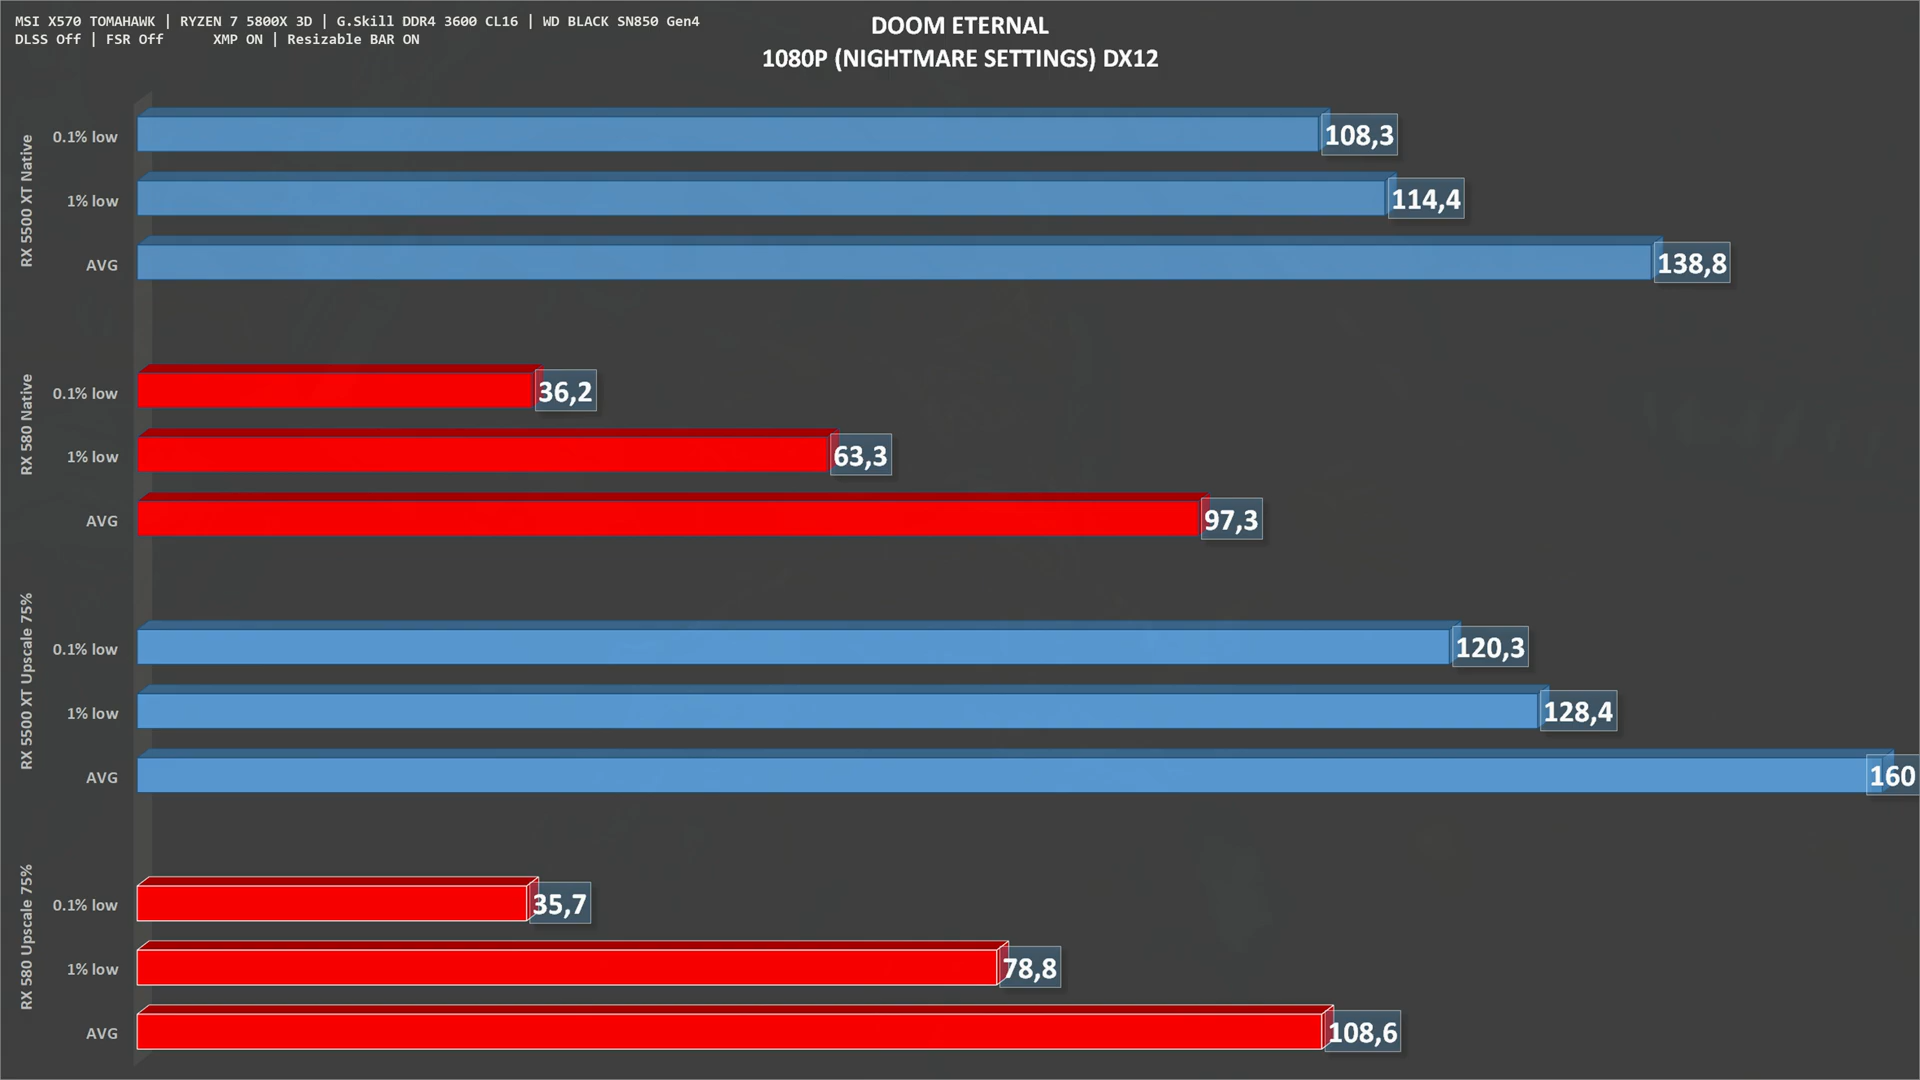 MSI X570 TOMAHAWK | RYZEN 7 5800X 3D | G.Skill DDR4 3600 CL16 | WD BLACK SN850 Gen4
DLSS Off | FSR Off XMP ON | Resizable BAR ON
DOOM ETERNAL
1080P (NIGHTMARE SETTINGS) DX12
RX 5500 XT Native
0.1% low 108,3
1% low 114,4
AVG 138,8
RX 580 Native
0.1% low 36,2
1% low 63,3
AVG 97,3
RX 5500 XT Upscale 75%
0.1% low 120,3
1% low 128,4
AVG 160
RX 580 Upscale 75%
0.1% low 35,7
1% low 78,8
AVG 108,6